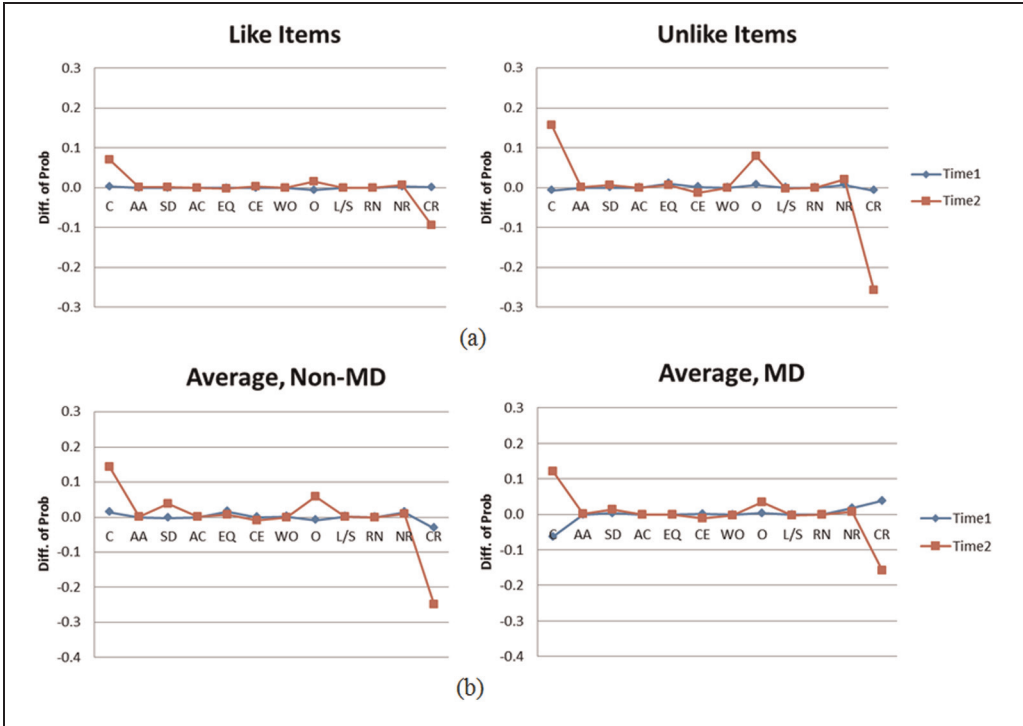 Like Items
Unlike Items
Diff. of Prob
0.3
0.2
0.1
0.0
-0.1
-0.2
-0.3
C AA SD AC EQ CE WO O L/S RN NR CR
Diff. of Prob
0.3
0.2
0.1
0.0
-0.1
-0.2
-0.3
C AA SD AC EQ CE WO O L/S RN NR CR
Time1
Time2
(a)
Average, Non-MD
Average, MD
Diff. of Prob
0.3
0.2
0.1
0.0
-0.1
-0.2
-0.3
-0.4
C AA SD AC EQ CE WO O L/S RN NR CR
Diff. of Prob
0.3
0.2
0.1
0.0
-0.1
-0.2
-0.3
-0.4
C AA SD AC EQ CE WO O L/S RN NR CR
Time1
Time2
(b)